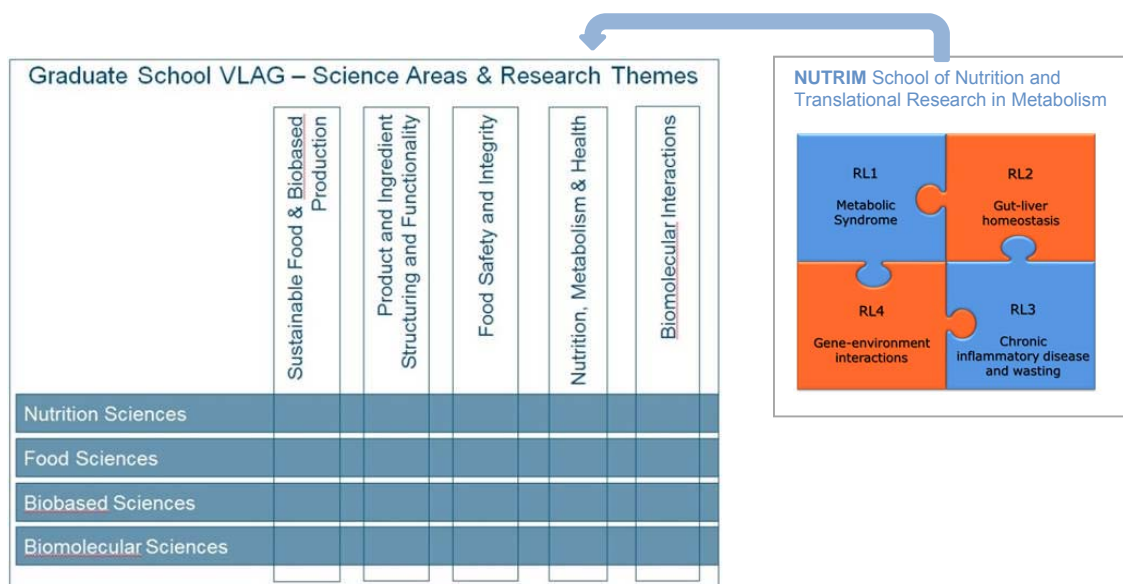 Graduate School VLAG – Science Areas & Research Themes
Sustainable Food & Biobased
Production
Product and Ingredient
Structuring and Functionality
Food Safety and Integrity
Nutrition, Metabolism & Health
Biomolecular Interactions
Nutrition Sciences
Food Sciences
Biobased Sciences
Biomolecular Sciences
NUTRIM School of Nutrition and
Translational Research in Metabolism
RL1
Metabolic
Syndrome
RL2
Gut-liver
homeostasis
RL4
Gene-environment
interactions
RL3
Chronic
inflammatory disease
and wasting